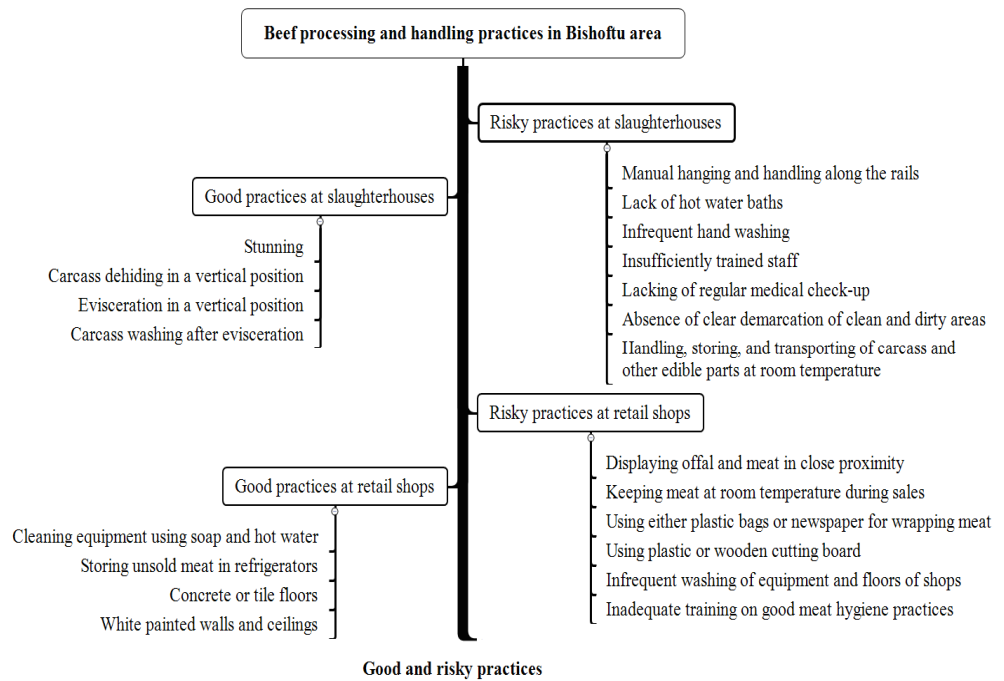 Beef processing and handling practices in Bishoftu area
Risky practices at slaughterhouses
Manual hanging and handling along the rails
Lack of hot water baths
Infrequent hand washing
Insufficiently trained staff
Lacking of regular medical check-up
Absence of clear demarcation of clean and dirty areas
Handling, storing, and transporting of carcass and
other edible parts at room temperature
Good practices at slaughterhouses
Stunning
Carcass dehiding in a vertical position
Evisceration in a vertical position
Carcass washing after evisceration
Risky practices at retail shops
Displaying offal and meat in close proximity
Keeping meat at room temperature during sales
Using either plastic bags or newspaper for wrapping meat
Using plastic or wooden cutting board
Infrequent washing of equipment and floors of shops
Inadequate training on good meat hygiene practices
Good practices at retail shops
Cleaning equipment using soap and hot water
Storing unsold meat in refrigerators
Concrete or tile floors
White painted walls and ceilings
Good and risky practices